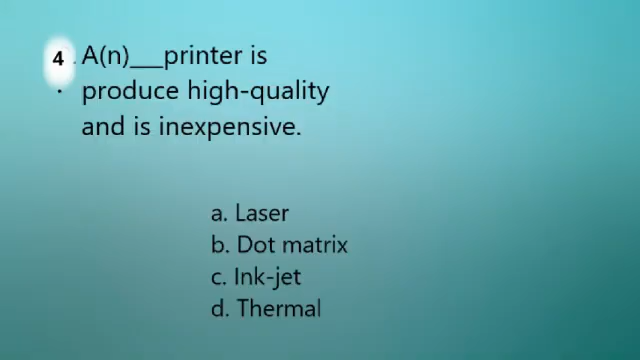 4. A(n)___printer is
· produce high-quality
and is inexpensive.
a. Laser
b. Dot matrix
c. Ink-jet
d. Thermal